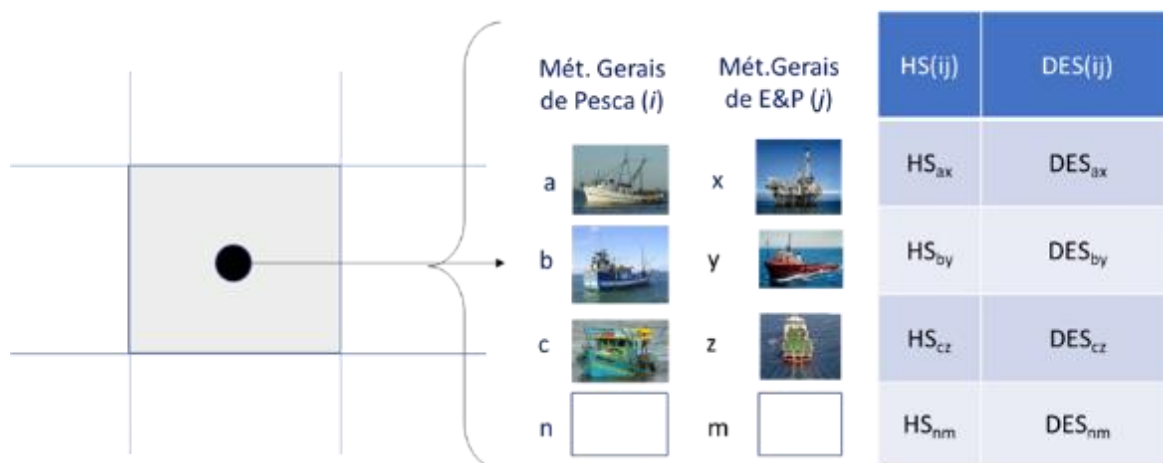 Mét. Gerais
de Pesca (i)
Mét.Gerais
de E&P (j)
HS(ij) DES(ij)
a x HSax DESax
b y HSby DESby
c z HScz DEScz
n m HSnm DESnm